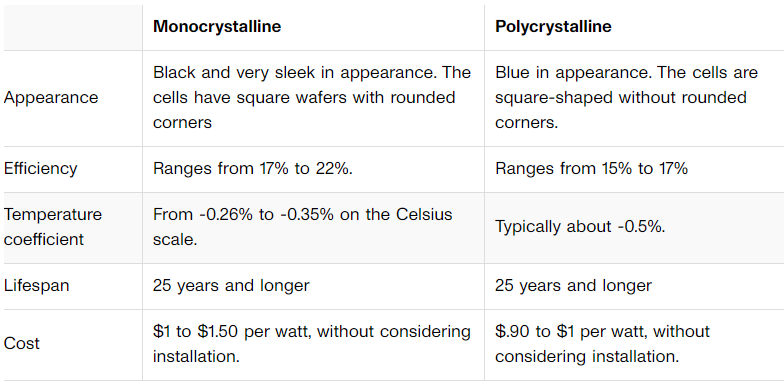 Monocrystalline
Polycrystalline
Appearance
Black and very sleek in appearance. The
cells have square wafers with rounded
corners
Blue in appearance. The cells are
square-shaped without rounded
corners.
Efficiency
Ranges from 17% to 22%.
Ranges from 15% to 17%
Temperature
coefficient
From -0.26% to -0.35% on the Celsius
scale.
Typically about -0.5%.
Lifespan
25 years and longer
25 years and longer
Cost
$1 to $1.50 per watt, without considering
installation.
$.90 to $1 per watt, without
considering installation.